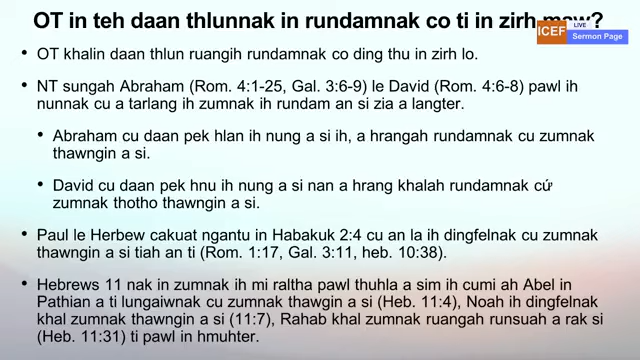 OT in teh daan thlunnak in rundamnak co ti in zirh maw?
ICEF
LIVE
Sermon Page
• OT khalin daan thlun ruangih rundamnak co ding thu in zirh lo.
• NT sungah Abraham (Rom. 4:1-25, Gal. 3:6-9) le David (Rom. 4:6-8) pawl ih
nunnak cu a tarlang ih zumnak ih rundam an si zia a langter.
• Abraham cu daan pek hlan ih nung a si ih, a hrangah rundamnak cu zumnak
thawngin a si.
• David cu daan pek hnu ih nung a si nan a hrang khalah rundamnak cứ
zumnak thotho thawngin a si.
• Paul le Herbew cakuat ngantu in Habakuk 2:4 cu an la ih dingfelnak cu zumnak
thawngin a si tiah an ti (Rom. 1:17, Gal. 3:11, heb. 10:38).
• Hebrews 11 nak in zumnak ih mi raltha pawl thuhla a sim ih cumi ah Abel in
Pathian a ti lungaiwnak cu zumnak thawgin a si (Heb. 11:4), Noah ih dingfelnak
khal zumnak thawngin a si (11:7), Rahab khal zumnak ruangah runsuah a rak si
(Heb. 11:31) ti pawl in hmuhter.